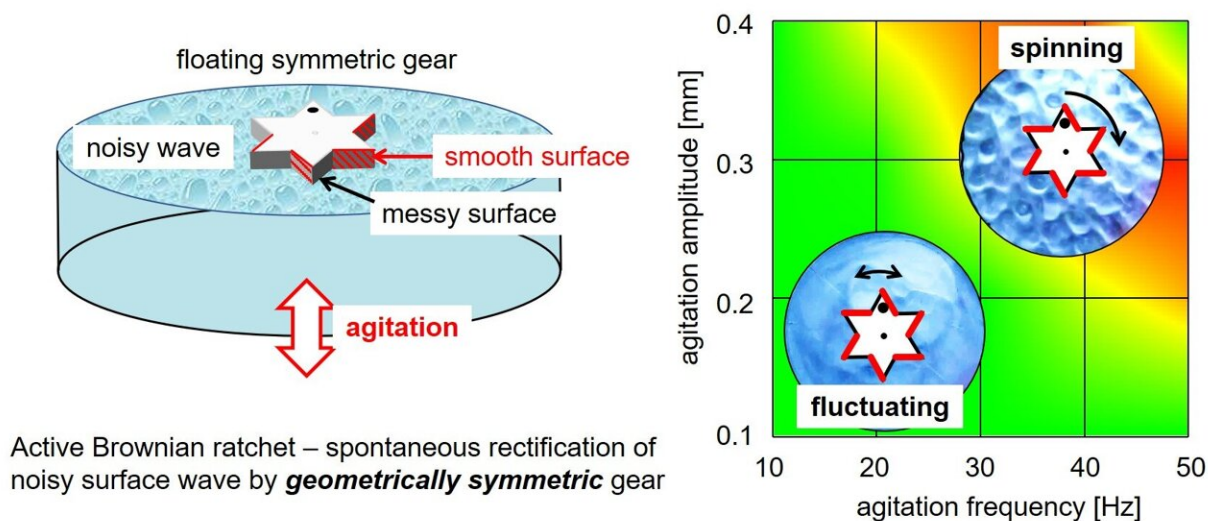 floating symmetric gear
noisy wave
smooth surface
messy surface
agitation
Active Brownian ratchet – spontaneous rectification of
noisy surface wave by geometrically symmetric gear
0.4
0.3
0.2
0.1
agitation amplitude [mm]
spinning
fluctuating
10
20
30
40
50
agitation frequency [Hz]